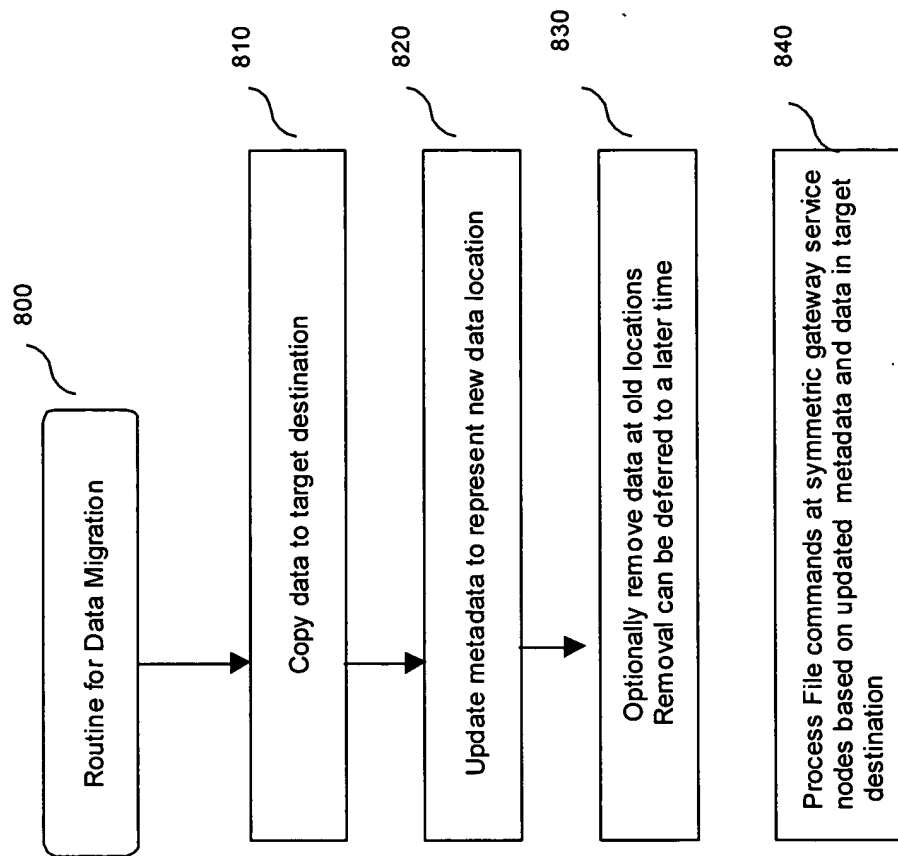 800
Routine for Data Migration
810
Copy data to target destination
820
Update metadata to represent new data location
830
Optionally remove data at old locations
Removal can be deferred to a later time
840
Process File commands at symmetric gateway service
nodes based on updated metadata and data in target
destination